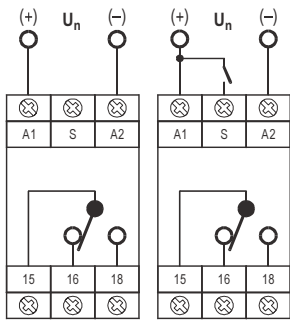 (+) Un (–) (+) Un (–)
A1 S A2 A1 S A2
15 16 18 15 16 18